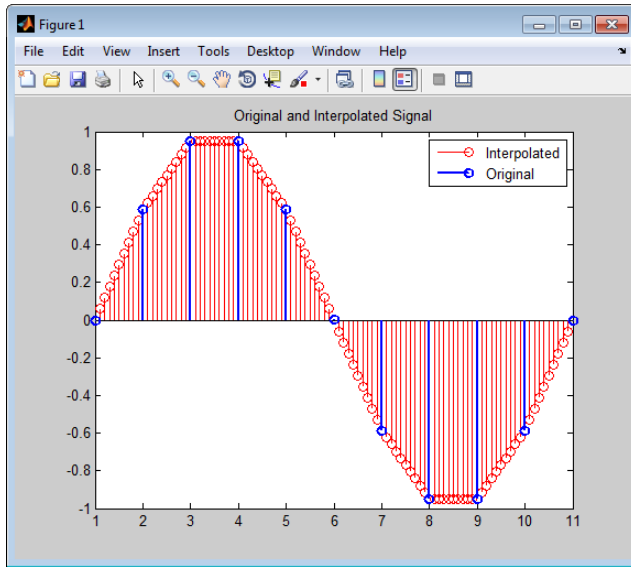 Figure 1
File Edit View Insert Tools Desktop Window Help
Original and Interpolated Signal
Interpolated
Original
1
0.8
0.6
0.4
0.2
0
-0.2
-0.4
-0.6
-0.8
-1
1 2 3 4 5 6 7 8 9 10 11